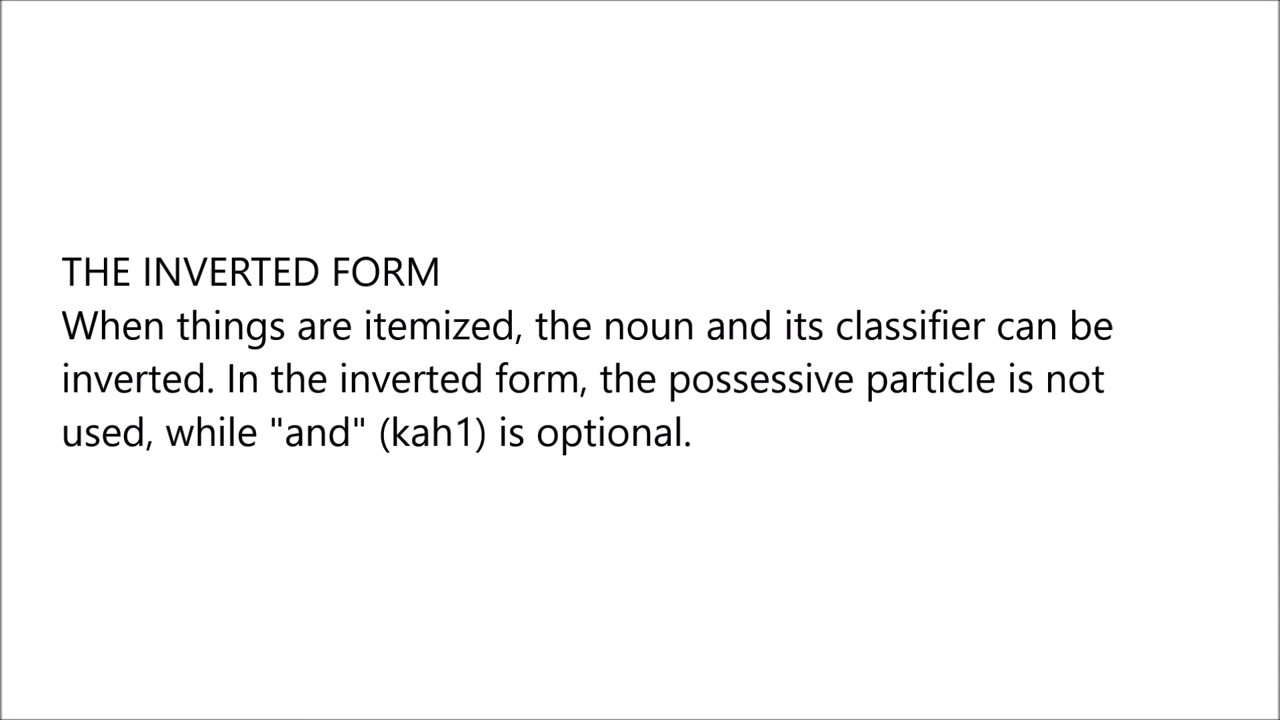 THE INVERTED FORM
When things are itemized, the noun and its classifier can be
inverted. In the inverted form, the possessive particle is not
used, while "and" (kah1) is optional.